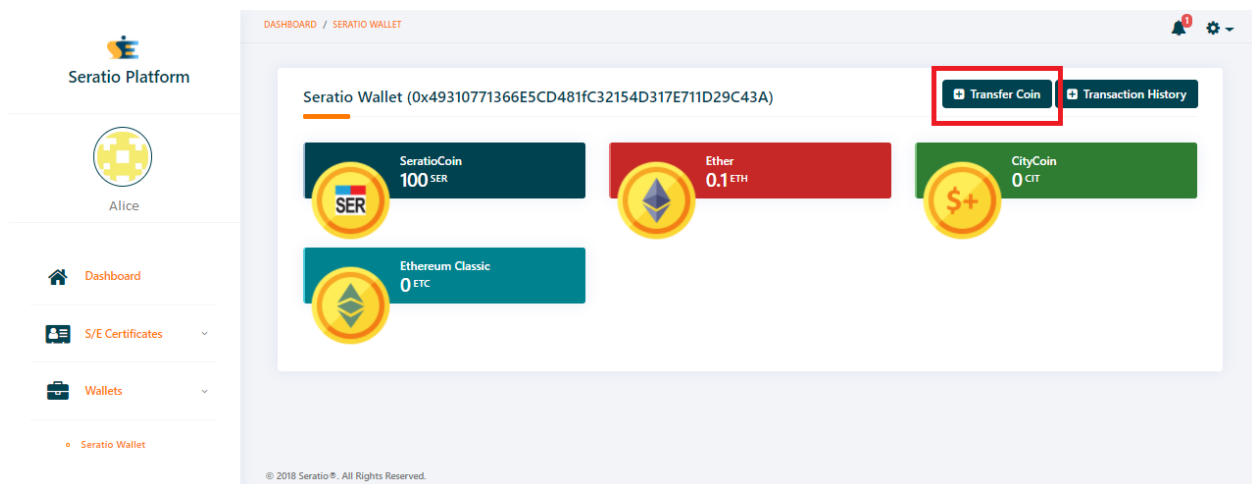 DASHBOARD / SERATIO WALLET
1
Seratio Platform
Alice
Dashboard
S/E Certificates
Wallets
Seratio Wallet
Seratio Wallet (0x49310771366E5CD481fC32154D317E711D29C43A)
Transfer Coin
Transaction History
SeratioCoin
100 SER
SER
Ether
0.1 ETH
CityCoin
0 CIT
$+
Ethereum Classic
0 ETC
© 2018 Seratio®. All Rights Reserved.